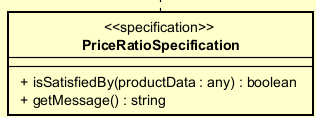 <<specification>>
PriceRatioSpecification
+ isSatisfiedBy(productData : any) : boolean
+ getMessage() : string